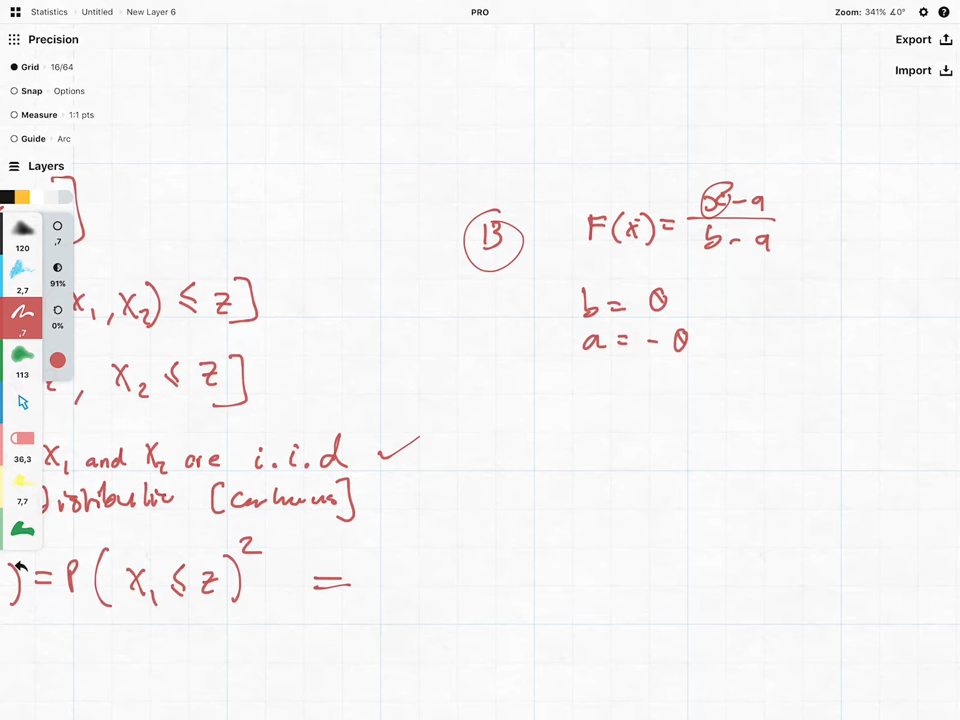 Statistics › Untitled › New Layer 6
PRO
Zoom: 341% ∡0°
Precision
Grid › 16/64
Snap › Options
Measure › 1:1 pts
Guide › Arc
Layers
Export
Import
120
2,7
,7
113
36,3
7,7
,7
91%
0%
]
x₁, x₂) ≤ z]
, x₂ ≤ z]
x₁ and x₂ are i.i.d ✓
[continuous]
) = P(x₁ ≤ z)² =
13
F(x) = x - a / b - a
b = θ
a = - θ